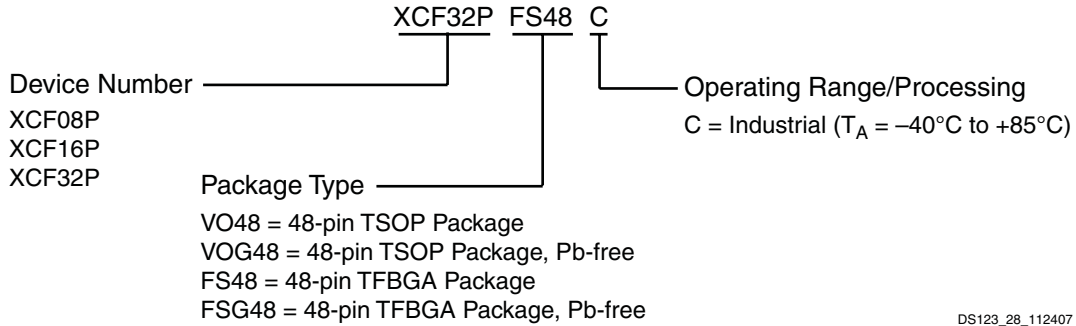 XCF32P FS48 C
Device Number
XCF08P
XCF16P
XCF32P
Operating Range/Processing
C = Industrial (TA = –40°C to +85°C)
Package Type
VO48 = 48-pin TSOP Package
VOG48 = 48-pin TSOP Package, Pb-free
FS48 = 48-pin TFBGA Package
FSG48 = 48-pin TFBGA Package, Pb-free
DS123_28_112407